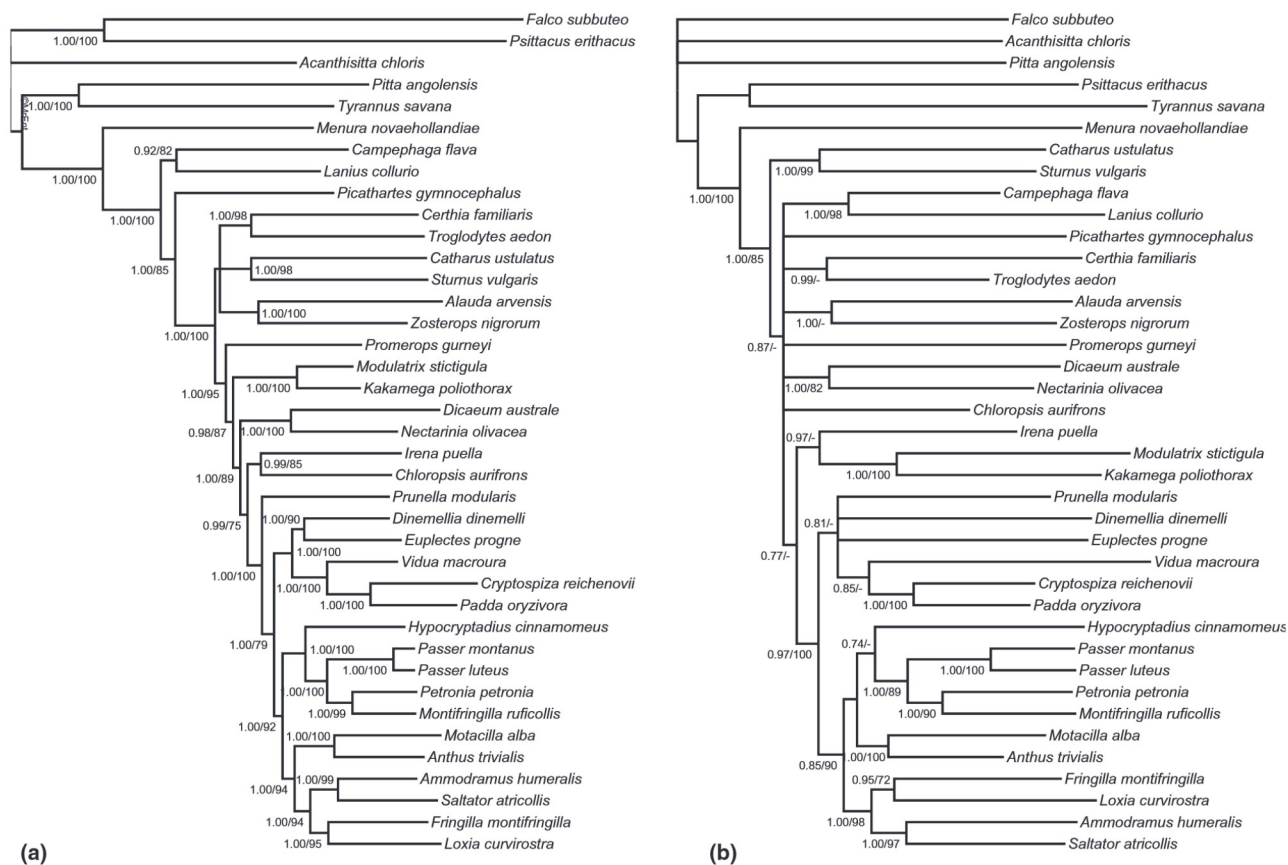 Falco subbuteo
1.00/100
Psittacus erithacus
Acanthisitta chloris
Pitta angolensis
1.00/100
Tyrannus savana
Menura novaehollandiae
0.92/82
Campephaga flava
1.00/100
Lanius collurio
Picathartes gymnocephalus
1.00/100
1.00/98
Certhia familiaris
Troglodytes aedon
1.00/85
Catharus ustulatus
1.00/98
Sturnus vulgaris
Alauda arvensis
1.00/100
Zosterops nigrorum
1.00/100
Promerops gurneyi
Modulatrix stictigula
1.00/95
1.00/100
Kakamega poliothorax
Dicaeum australe
0.98/87
1.00/100
Nectarinia olivacea
Irena puella
0.99/85
1.00/89
Chloropsis aurifrons
Prunella modularis
0.99/75
1.00/90
Dinemellia dinemelli
Euplectes progne
1.00/100
Vidua macroura
1.00/100
1.00/100
Cryptospiza reichenovii
1.00/100
Padda oryzivora
Hypocryptadius cinnamomeus
1.00/79
1.00/100
Passer montanus
1.00/100
Passer luteus
1.00/100
Petronia petronia
1.00/99
Montifringilla ruficollis
1.00/92
1.00/100
Motacilla alba
Anthus trivialis
1.00/94
1.00/99
Ammodramus humeralis
Saltator atricollis
1.00/94
Fringilla montifringilla
1.00/95
Loxia curvirostra
(a)
Falco subbuteo
Acanthisitta chloris
Pitta angolensis
Psittacus erithacus
Tyrannus savana
Menura novaehollandiae
Catharus ustulatus
1.00/99
Sturnus vulgaris
1.00/100
Campephaga flava
1.00/98
Lanius collurio
Picathartes gymnocephalus
1.00/85
Certhia familiaris
0.99/-
Troglodytes aedon
Alauda arvensis
1.00/-
Zosterops nigrorum
0.87/-
Promerops gurneyi
Dicaeum australe
1.00/82
Nectarinia olivacea
Chloropsis aurifrons
0.97/-
Irena puella
Modulatrix stictigula
1.00/100
Kakamega poliothorax
Prunella modularis
0.81/-
Dinemellia dinemelli
Euplectes progne
0.77/-
Vidua macroura
0.85/-
Cryptospiza reichenovii
1.00/100
Padda oryzivora
Hypocryptadius cinnamomeus
0.74/-
0.97/100
Passer montanus
1.00/100
Passer luteus
1.00/89
Petronia petronia
1.00/90
Montifringilla ruficollis
Motacilla alba
1.00/100
Anthus trivialis
0.85/90
0.95/72
Fringilla montifringilla
Loxia curvirostra
1.00/98
Ammodramus humeralis
1.00/97
Saltator atricollis
(b)